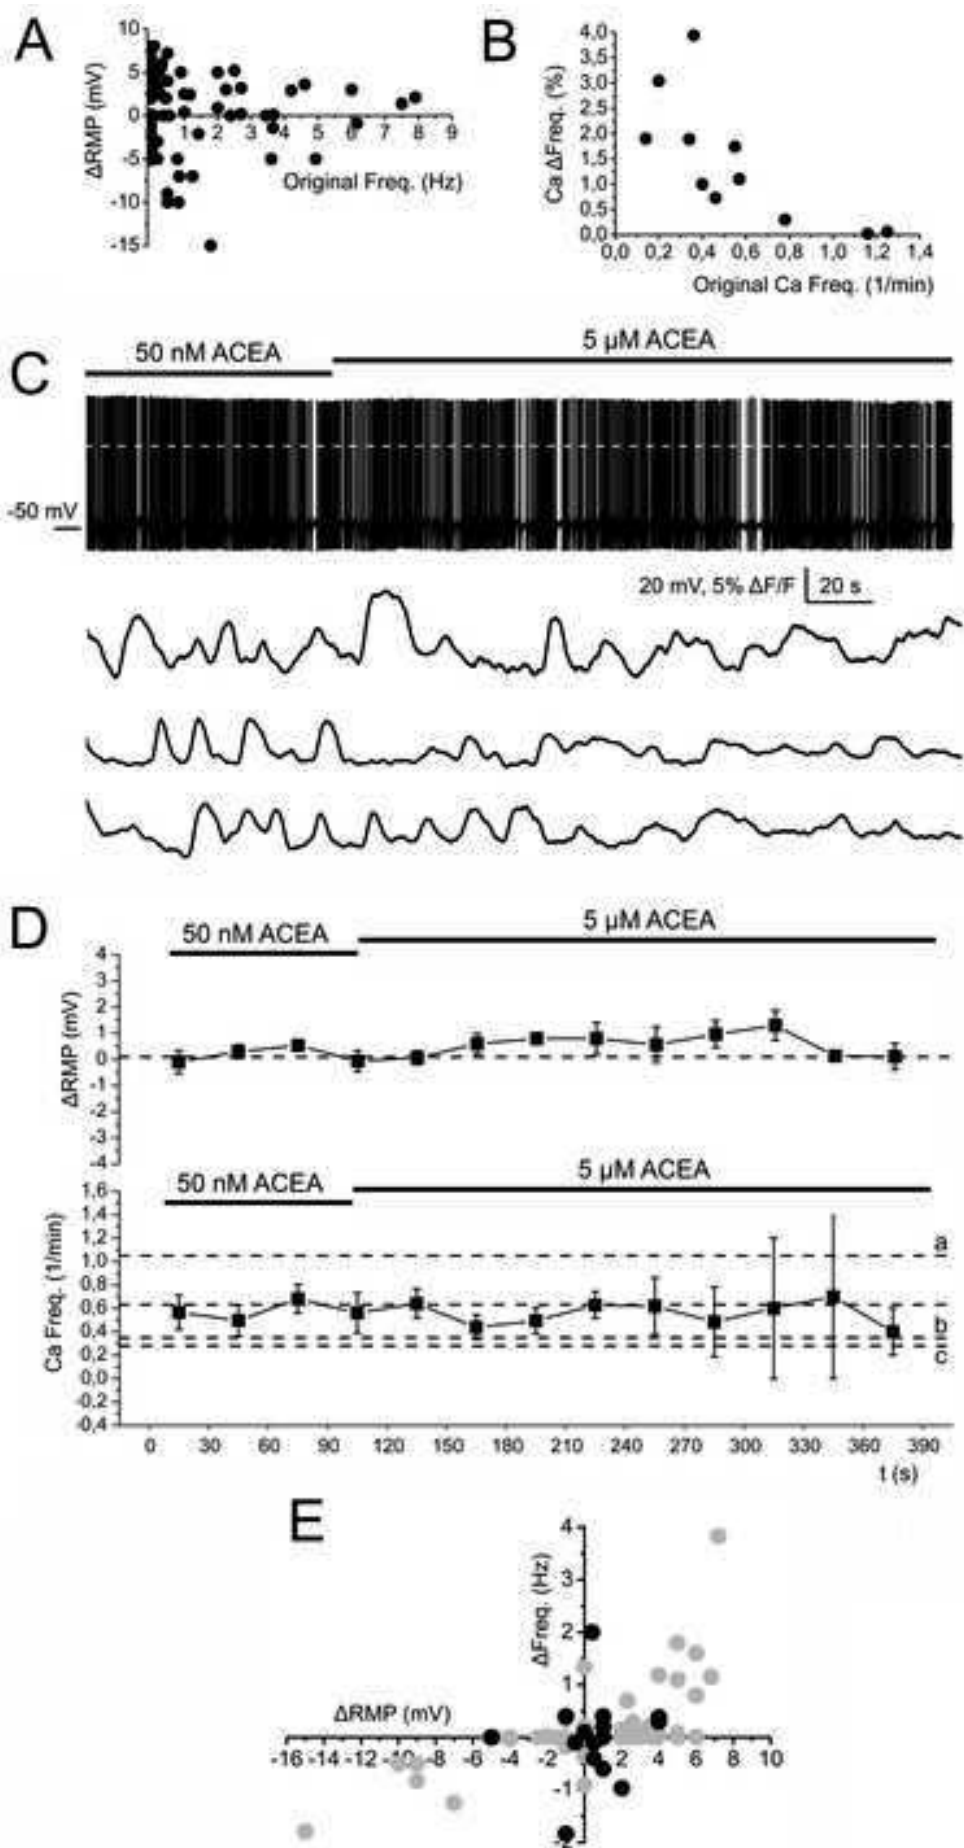 A
10
5
0
-5
-10
-15
ΔRMP (mV)
1 2 3 4 5 6 7 8 9
Original Freq. (Hz)
B
4,0
3,5
3,0
2,5
2,0
1,5
1,0
0,5
0,0
Ca ΔFreq. (%)
0,0 0,2 0,4 0,6 0,8 1,0 1,2 1,4
Original Ca Freq. (1/min)
C
50 nM ACEA 5 µM ACEA
-50 mV
20 mV, 5% ΔF/F 20 s
D
50 nM ACEA 5 µM ACEA
4
3
2
1
0
-1
-2
-3
-4
ΔRMP (mV)
50 nM ACEA 5 µM ACEA
1,6
1,4
1,2
1,0
0,8
0,6
0,4
0,2
0,0
-0,2
-0,4
Ca Freq. (1/min)
a
b
c
0 30 60 90 120 150 180 210 240 270 300 330 360 390
t (s)
E
4
3
2
1
-1
-2
ΔFreq. (Hz)
ΔRMP (mV)
-16 -14 -12 -10 -8 -6 -4 -2 2 4 6 8 10